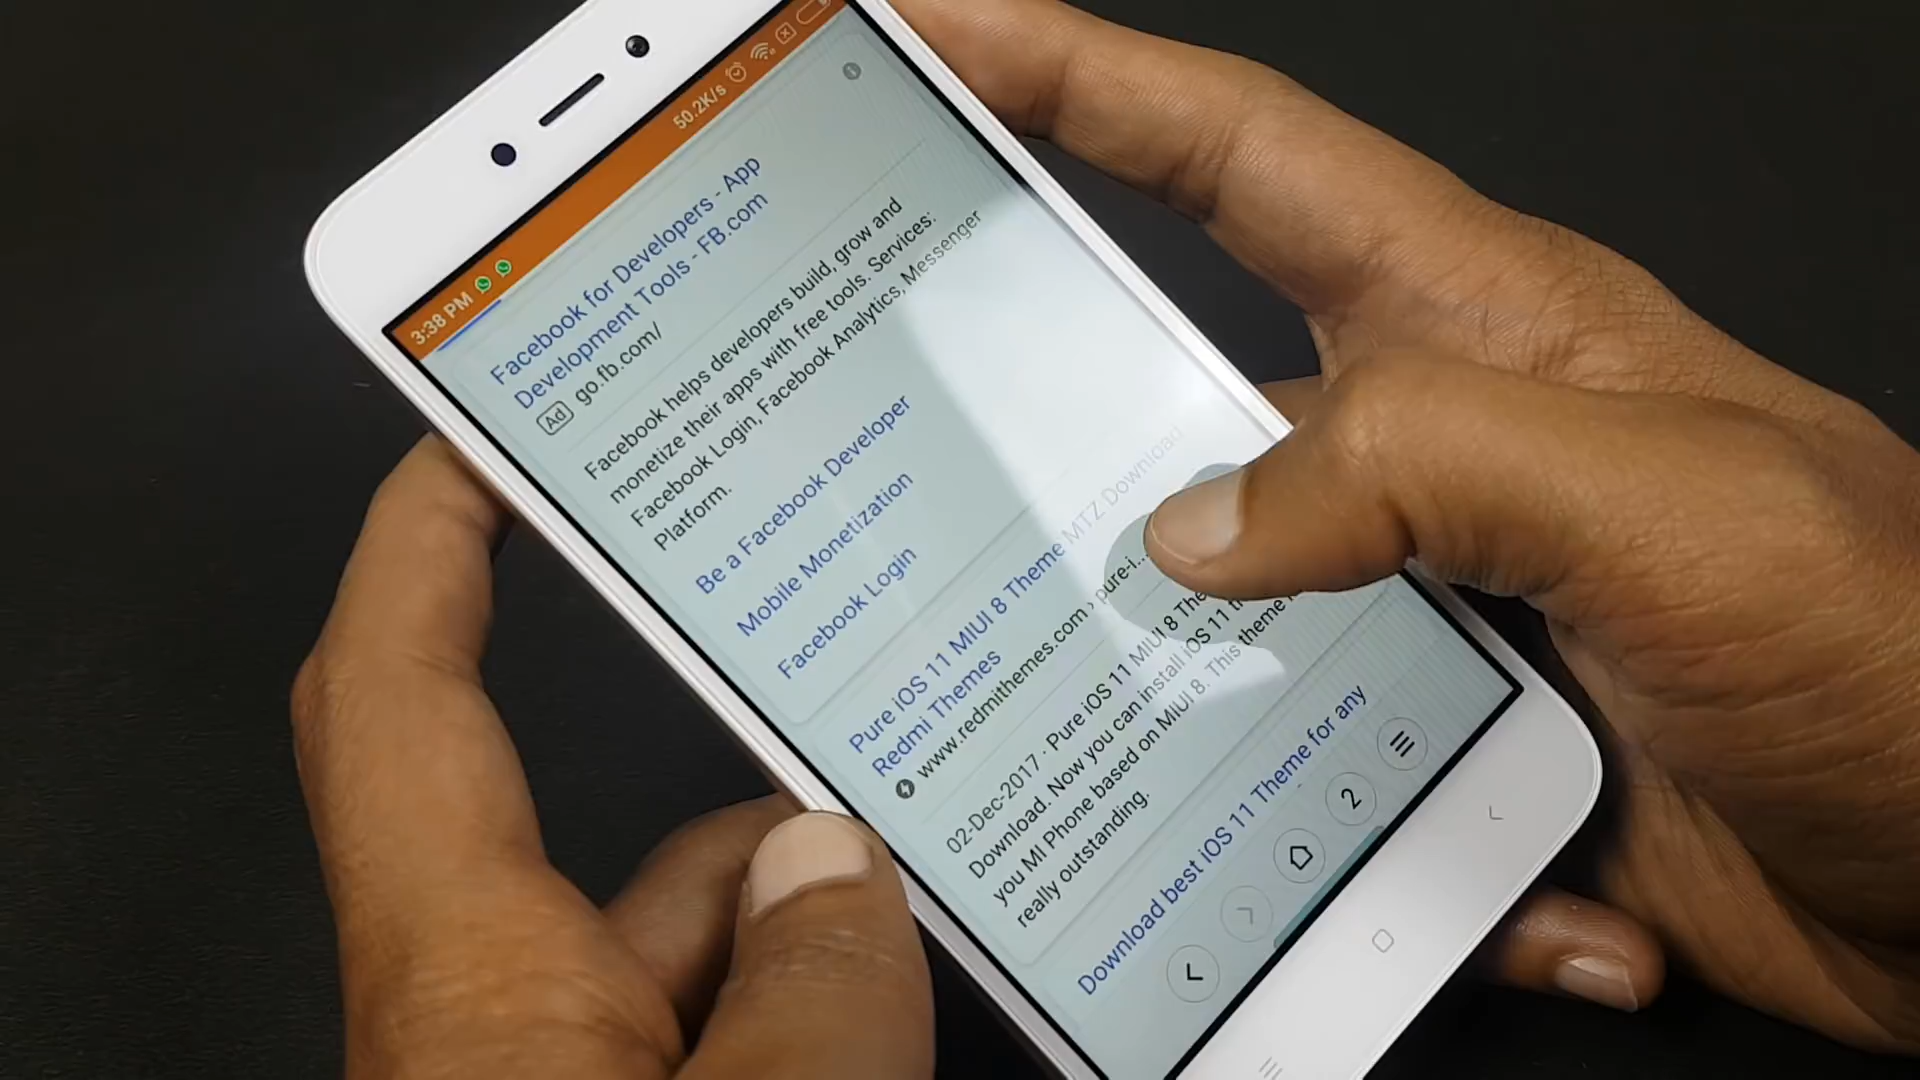 3:38 PM
50.2K/s
Facebook for Developers - App
Development Tools - FB.com
Ad go.fb.com/
Facebook helps developers build, grow and
monetize their apps with free tools. Services:
Facebook Login, Facebook Analytics, Messenger
Platform.
Be a Facebook Developer
Mobile Monetization
Facebook Login
Pure iOS 11 MIUI 8 Theme MTZ Download
Redmi Themes
www.redmithemes.com › pure-i...
02-Dec-2017 · Pure iOS 11 MIUI 8
Download. Now you can install iOS 11
you MI Phone based on MIUI 8. This theme
really outstanding.
Download best iOS 11 Theme for any
2